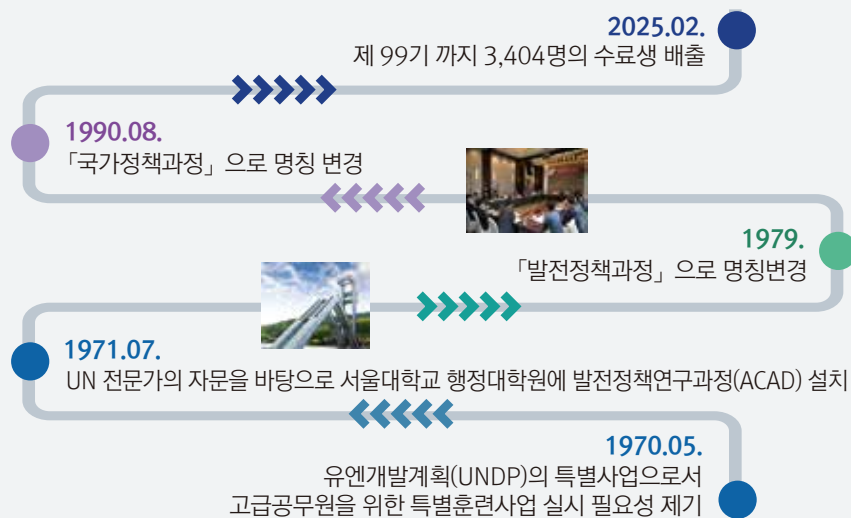 2025.02.
제 99기 까지 3,404명의 수료생 배출
1990.08.
「국가정책과정」 으로 명칭 변경
1979.
「발전정책과정」 으로 명칭변경
1971.07.
UN 전문가의 자문을 바탕으로 서울대학교 행정대학원에 발전정책연구과정(ACAD) 설치
1970.05.
유엔개발계획(UNDP)의 특별사업으로서
고급공무원을 위한 특별훈련사업 실시 필요성 제기